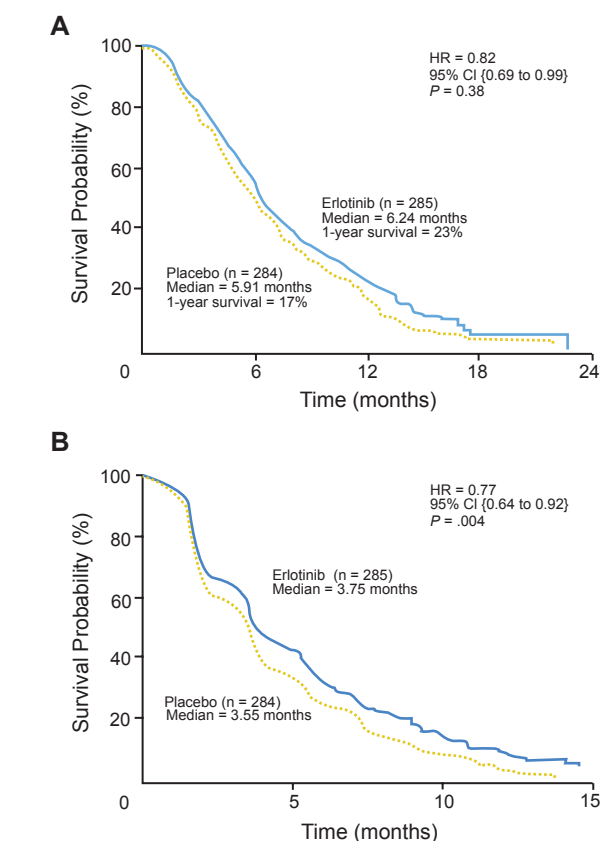 A
100
80
60
40
20
0
6
12
18
24
Survival Probability (%)
Time (months)
HR = 0.82
95% CI {0.69 to 0.99}
P = 0.38
Erlotinib (n = 285)
Median = 6.24 months
1-year survival = 23%
Placebo (n = 284)
Median = 5.91 months
1-year survival = 17%
B
100
80
60
40
20
0
5
10
15
Survival Probability (%)
Time (months)
HR = 0.77
95% CI {0.64 to 0.92}
P = .004
Erlotinib (n = 285)
Median = 3.75 months
Placebo (n = 284)
Median = 3.55 months